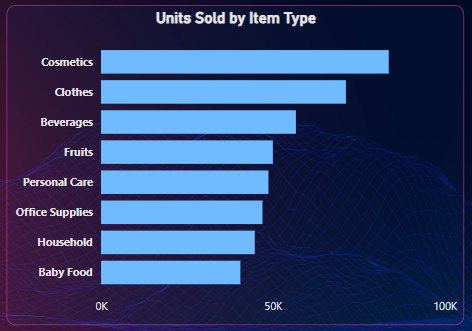 Units Sold by Item Type
Cosmetics
Clothes
Beverages
Fruits
Personal Care
Office Supplies
Household
Baby Food
0K 50K 100K